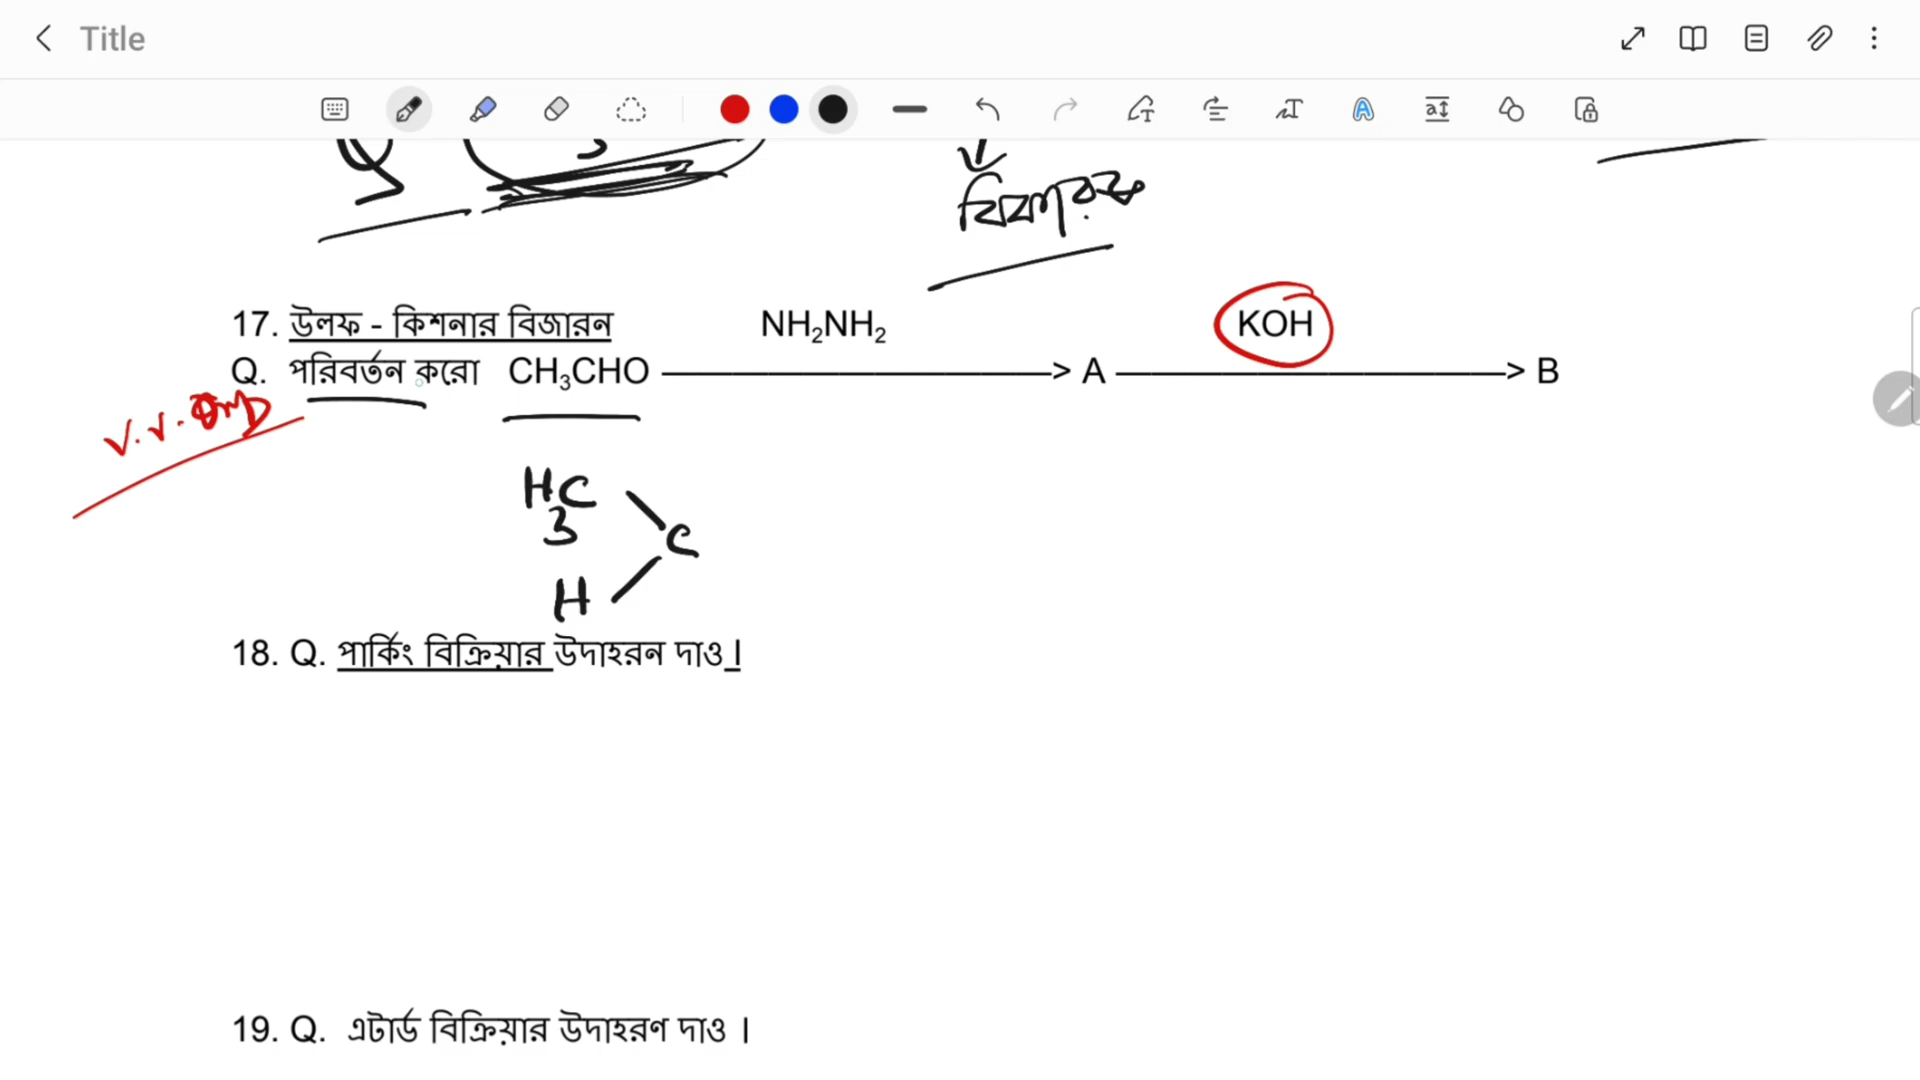 Title
বিযোজক
17. উলফ - কিশনার বিজারন
NH₂NH₂
KOH
Q. পরিবর্তন করো CH₃CHO ————> A ————> B
v.v.Imp
H₃C
C
H
18. Q. পার্কিং বিক্রিয়ার উদাহরন দাও।
19. Q. এটার্ড বিক্রিয়ার উদাহরণ দাও ।